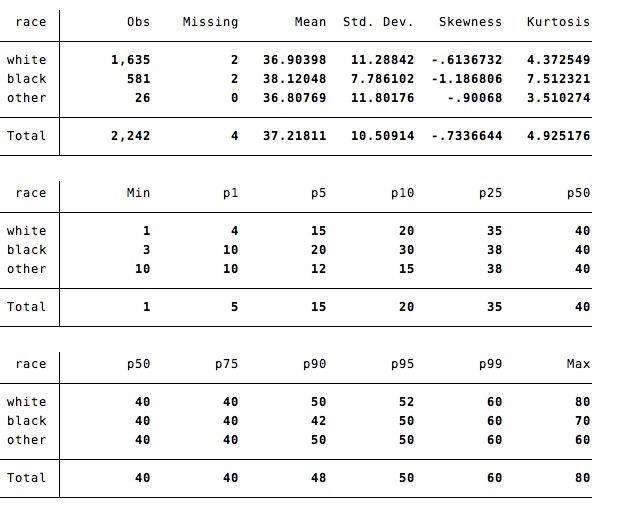 race Obs Missing Mean Std. Dev. Skewness Kurtosis
white 1,635 2 36.90398 11.28842 -.6136732 4.372549
black 581 2 38.12048 7.786102 -1.186806 7.512321
other 26 0 36.80769 11.80176 -.90068 3.510274
Total 2,242 4 37.21811 10.50914 -.7336644 4.925176
race Min p1 p5 p10 p25 p50
white 1 4 15 20 35 40
black 3 10 20 30 38 40
other 10 10 12 15 38 40
Total 1 5 15 20 35 40
race p50 p75 p90 p95 p99 Max
white 40 40 50 52 60 80
black 40 40 42 50 60 70
other 40 40 50 50 60 60
Total 40 40 48 50 60 80